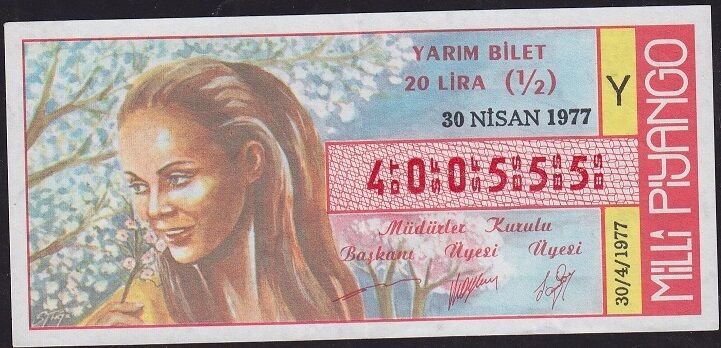 YARIM BİLET
20 LİRA (½)
30 NİSAN 1977
Y
400555
Müdürler Kurulu
Başkanı Üyesi Üyesi
30/4/1977
MİLLİ PİYANGO